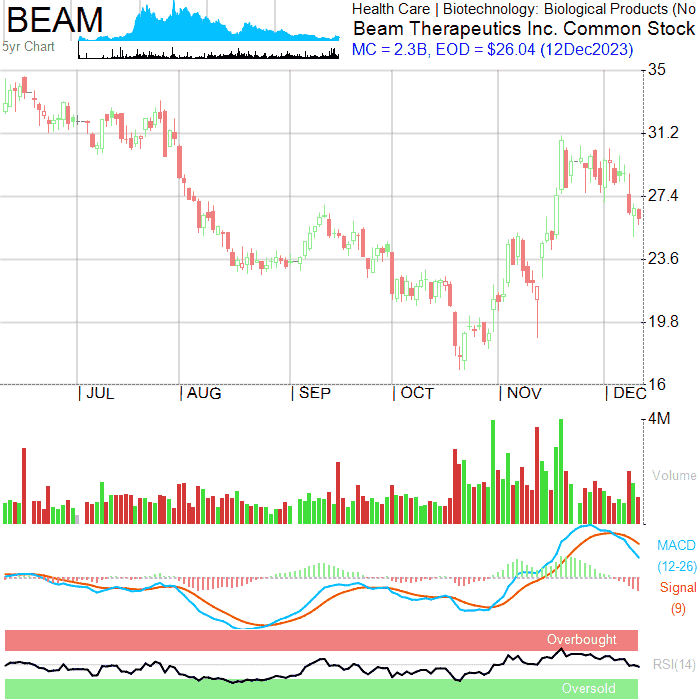 BEAM
5yr Chart
Health Care | Biotechnology: Biological Products (No
Beam Therapeutics Inc. Common Stock
MC = 2.3B, EOD = $26.04 (12Dec2023)
35
31.2
27.4
23.6
19.8
16
| JUL | AUG | SEP | OCT | NOV | DEC
4M
Volume
MACD
(12-26)
Signal
(9)
Overbought
RSI(14)
Oversold